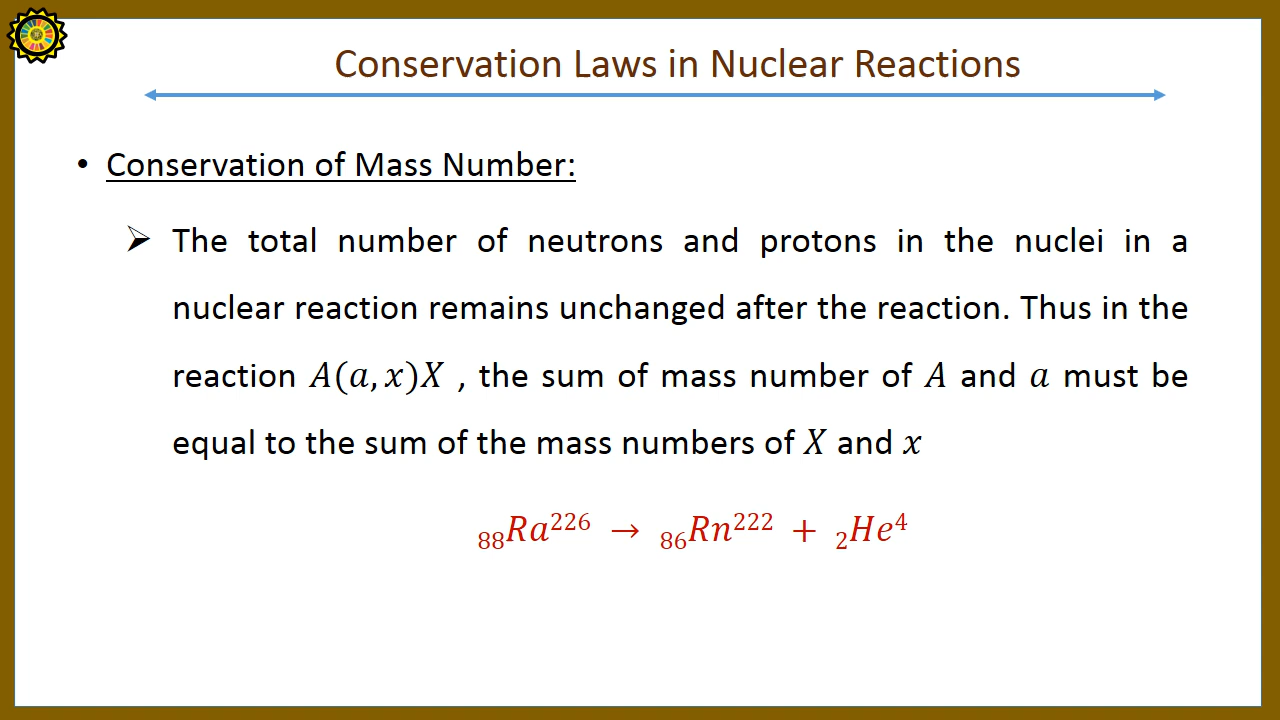 Conservation Laws in Nuclear Reactions
• Conservation of Mass Number:
➢ The total number of neutrons and protons in the nuclei in a
nuclear reaction remains unchanged after the reaction. Thus in the
reaction 𝐴(𝑎, 𝑥)𝑋 , the sum of mass number of 𝐴 and 𝑎 must be
equal to the sum of the mass numbers of 𝑋 and 𝑥
₈₈𝑅𝑎²²⁶ → ₈₆𝑅𝑛²²² + ₂𝐻𝑒⁴